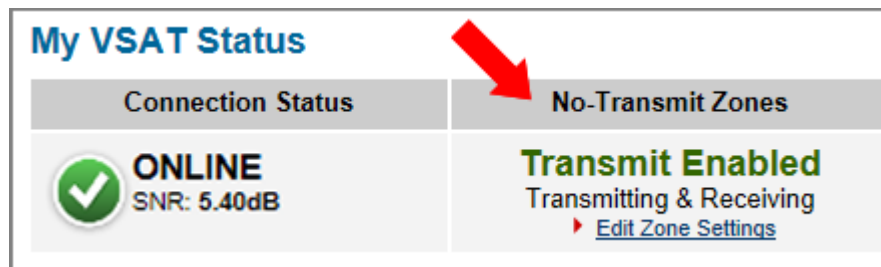 My VSAT Status
Connection Status
No-Transmit Zones
ONLINE
SNR: 5.40dB
Transmit Enabled
Transmitting & Receiving
Edit Zone Settings